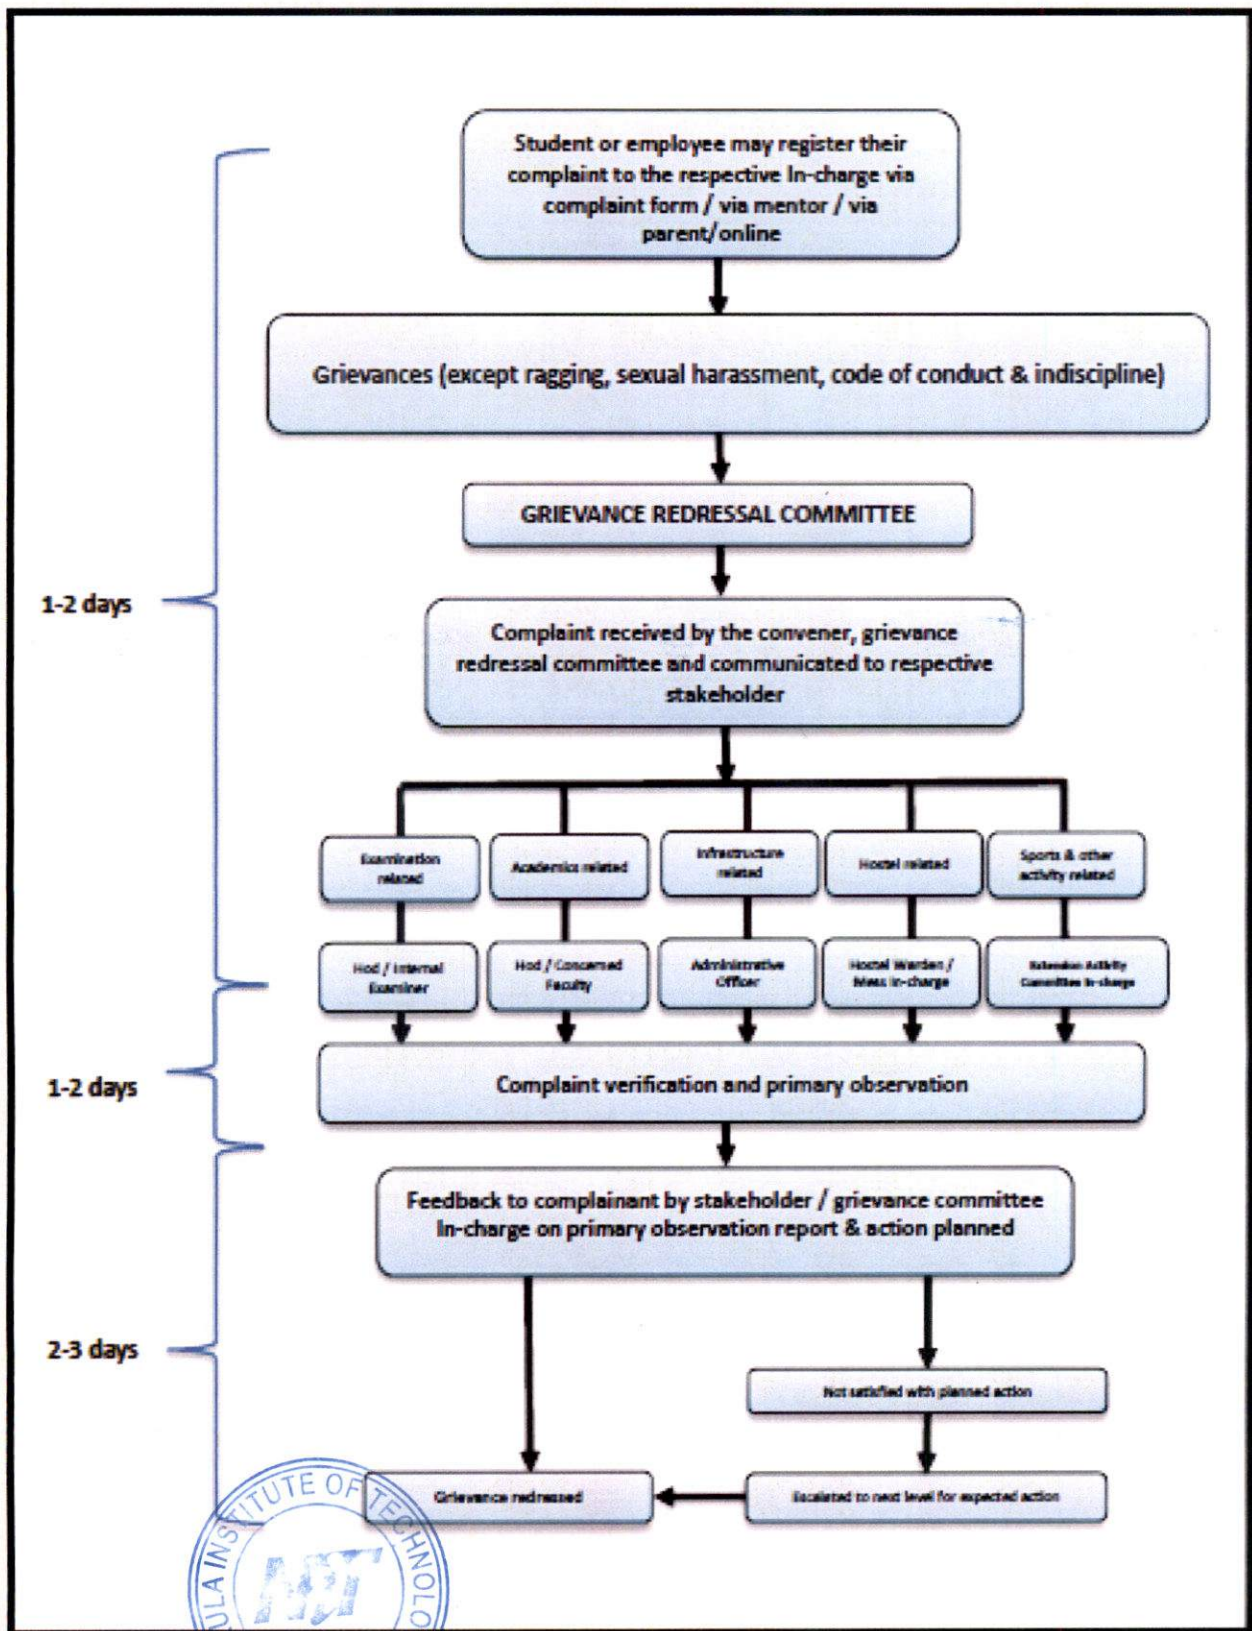 Student or employee may register their
complaint to the respective In-charge via
complaint form / via mentor / via
parent/online
Grievances (except ragging, sexual harassment, code of conduct & indiscipline)
GRIEVANCE REDRESSAL COMMITTEE
1-2 days
Complaint received by the convener, grievance
redressal committee and communicated to respective
stakeholder
Examination
related
Academics related
Infrastructure
related
Hostel related
Sports & other
activity related
Hod / Internal
Examiner
Hod / Concerned
Faculty
Administrative
Officer
Hostel Warden /
Mess In-charge
Extension Activity
Committee In-charge
1-2 days
Complaint verification and primary observation
Feedback to complainant by stakeholder / grievance committee
In-charge on primary observation report & action planned
2-3 days
Not satisfied with planned action
Grievance redressed
Escalated to next level for expected action
ULA INSTITUTE OF TECHNOLO
NIT